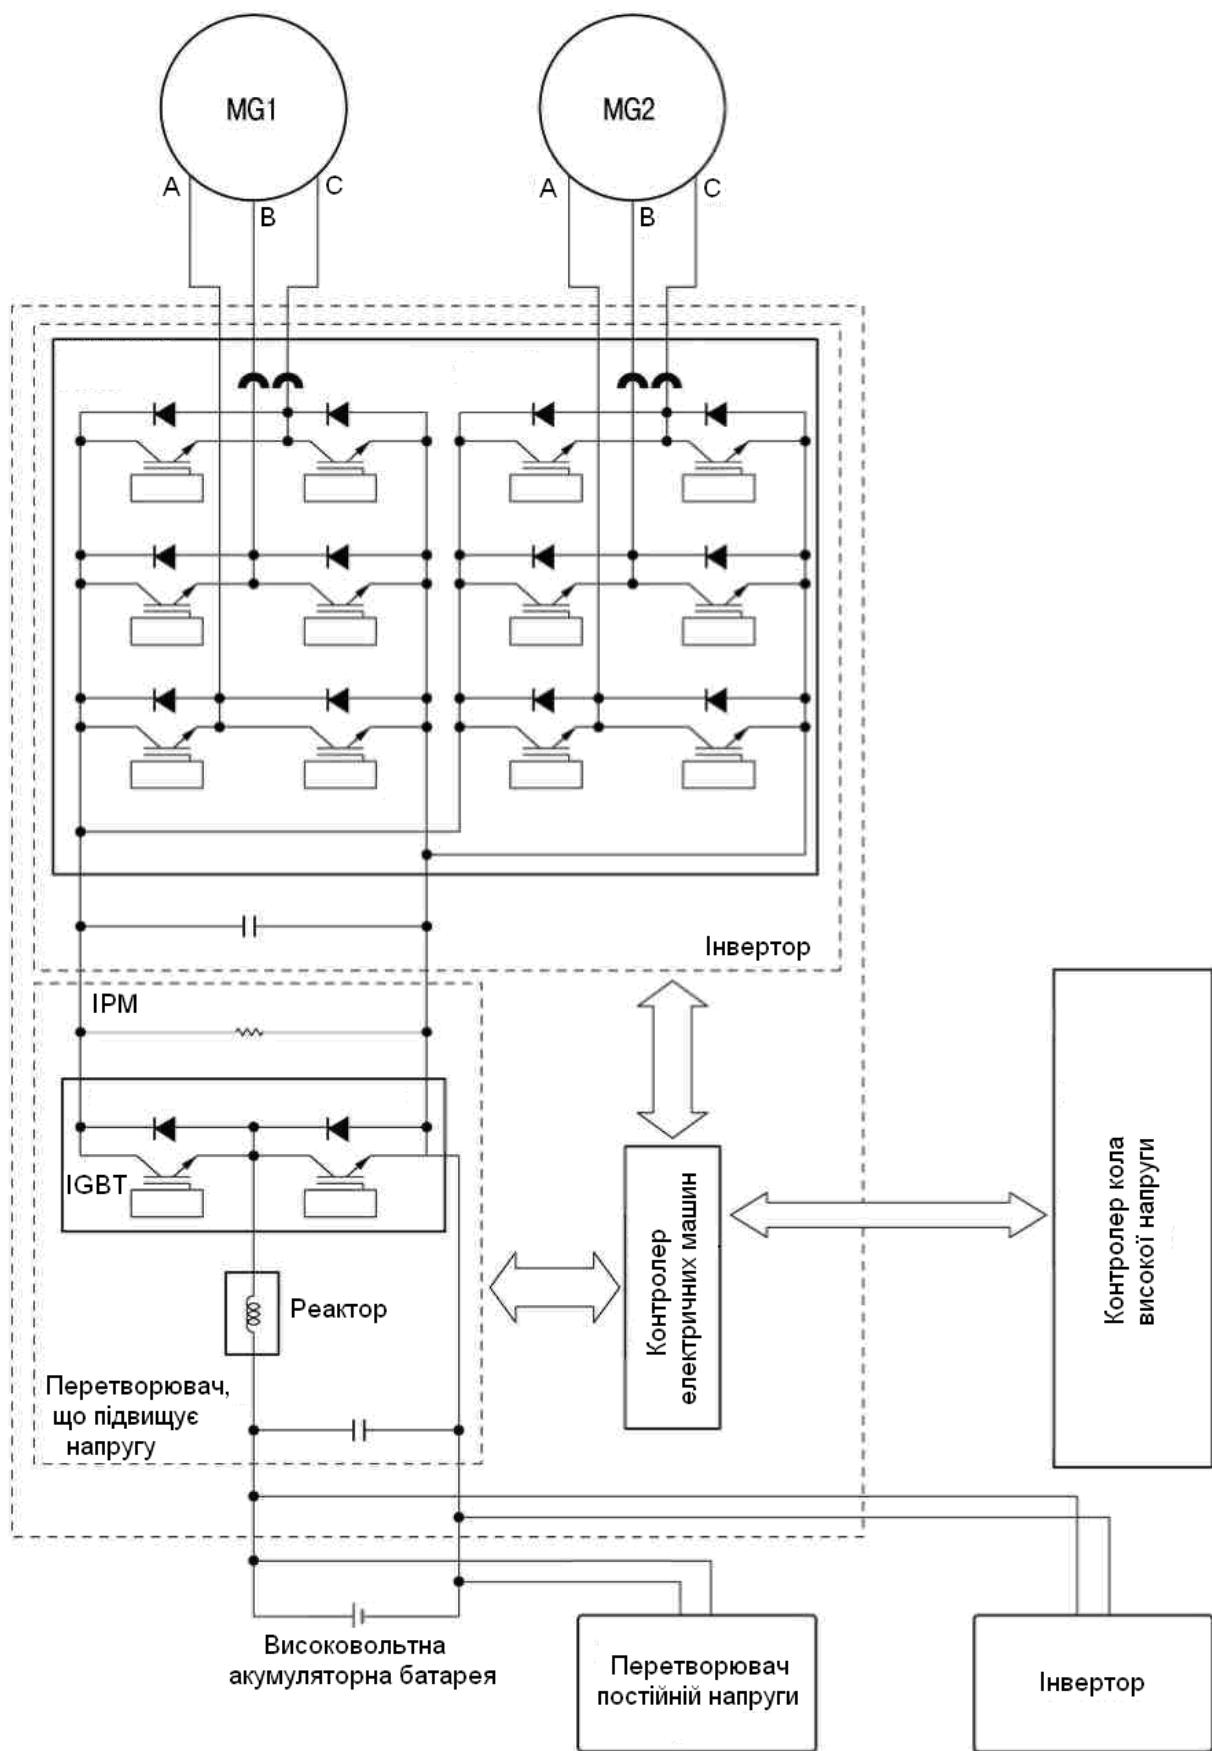 MG1
MG2
A
B
C
A
B
C
Інвертор
IPM
IGBT
Реактор
Перетворювач,
що підвищує
напругу
Контролер
електричних машин
Контролер кола
високої напруги
Високовольтна
акумуляторна батарея
Перетворювач
постійній напруги
Інвертор